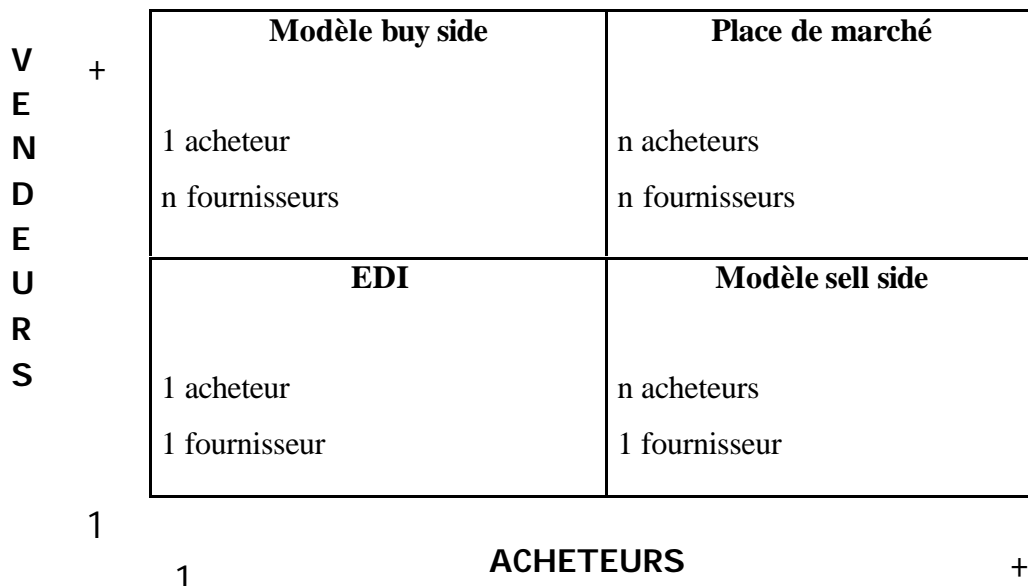 VENDEURS
+
Modèle buy side
1 acheteur
n fournisseurs
Place de marché
n acheteurs
n fournisseurs
EDI
1 acheteur
1 fournisseur
Modèle sell side
n acheteurs
1 fournisseur
1
1
ACHETEURS
+